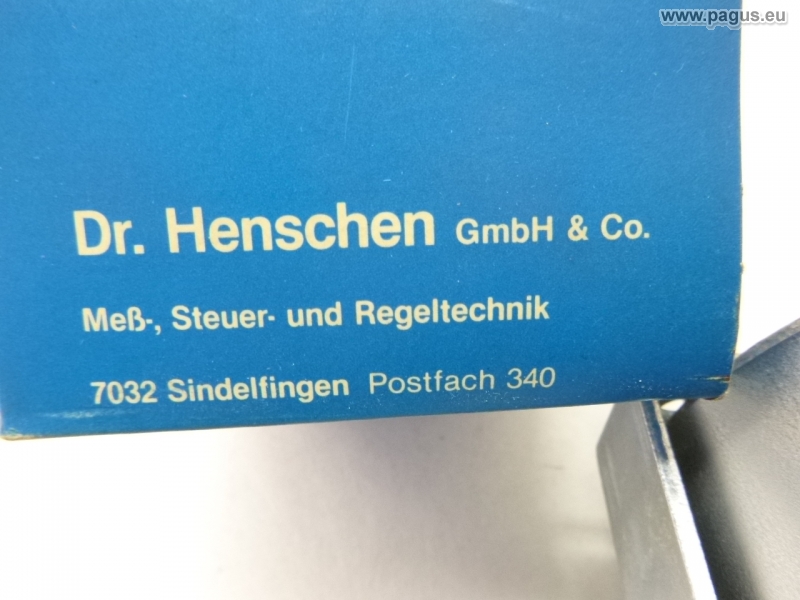 www.pagus.eu
Dr. Henschen GmbH & Co.
Meß-, Steuer- und Regeltechnik
7032 Sindelfingen Postfach 340